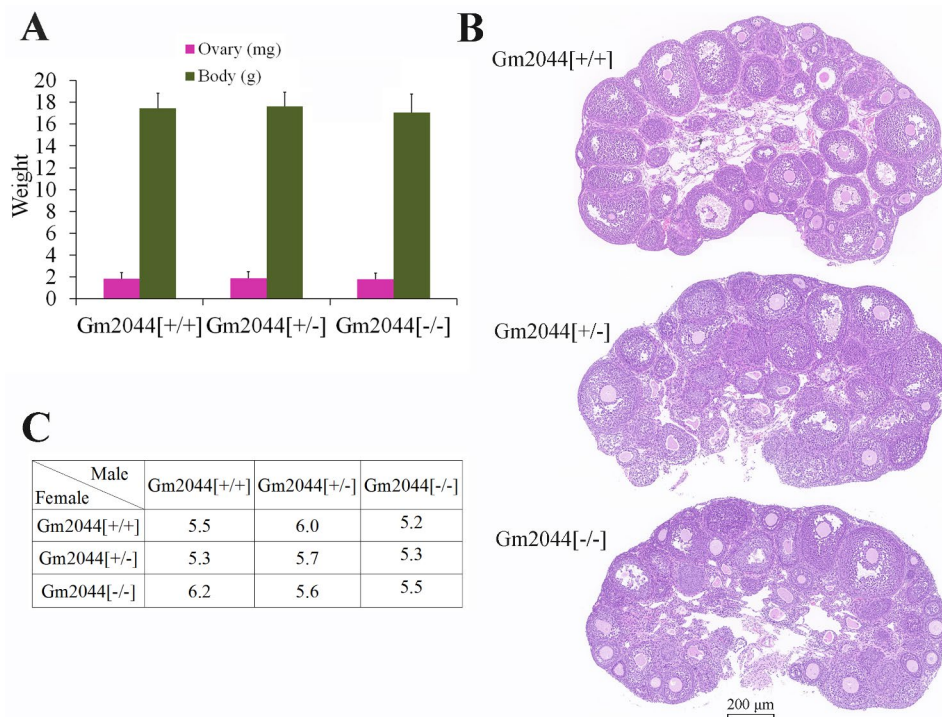 A
Ovary (mg)
Body (g)
Weight
20
18
16
14
12
10
8
6
4
2
0
Gm2044[+/+] Gm2044[+/-] Gm2044[-/-]
B
Gm2044[+/+]
Gm2044[+/-]
Gm2044[-/-]
200 μm
C
Male
Female
Gm2044[+/+] Gm2044[+/-] Gm2044[-/-]
Gm2044[+/+] 5.5 6.0 5.2
Gm2044[+/-] 5.3 5.7 5.3
Gm2044[-/-] 6.2 5.6 5.5